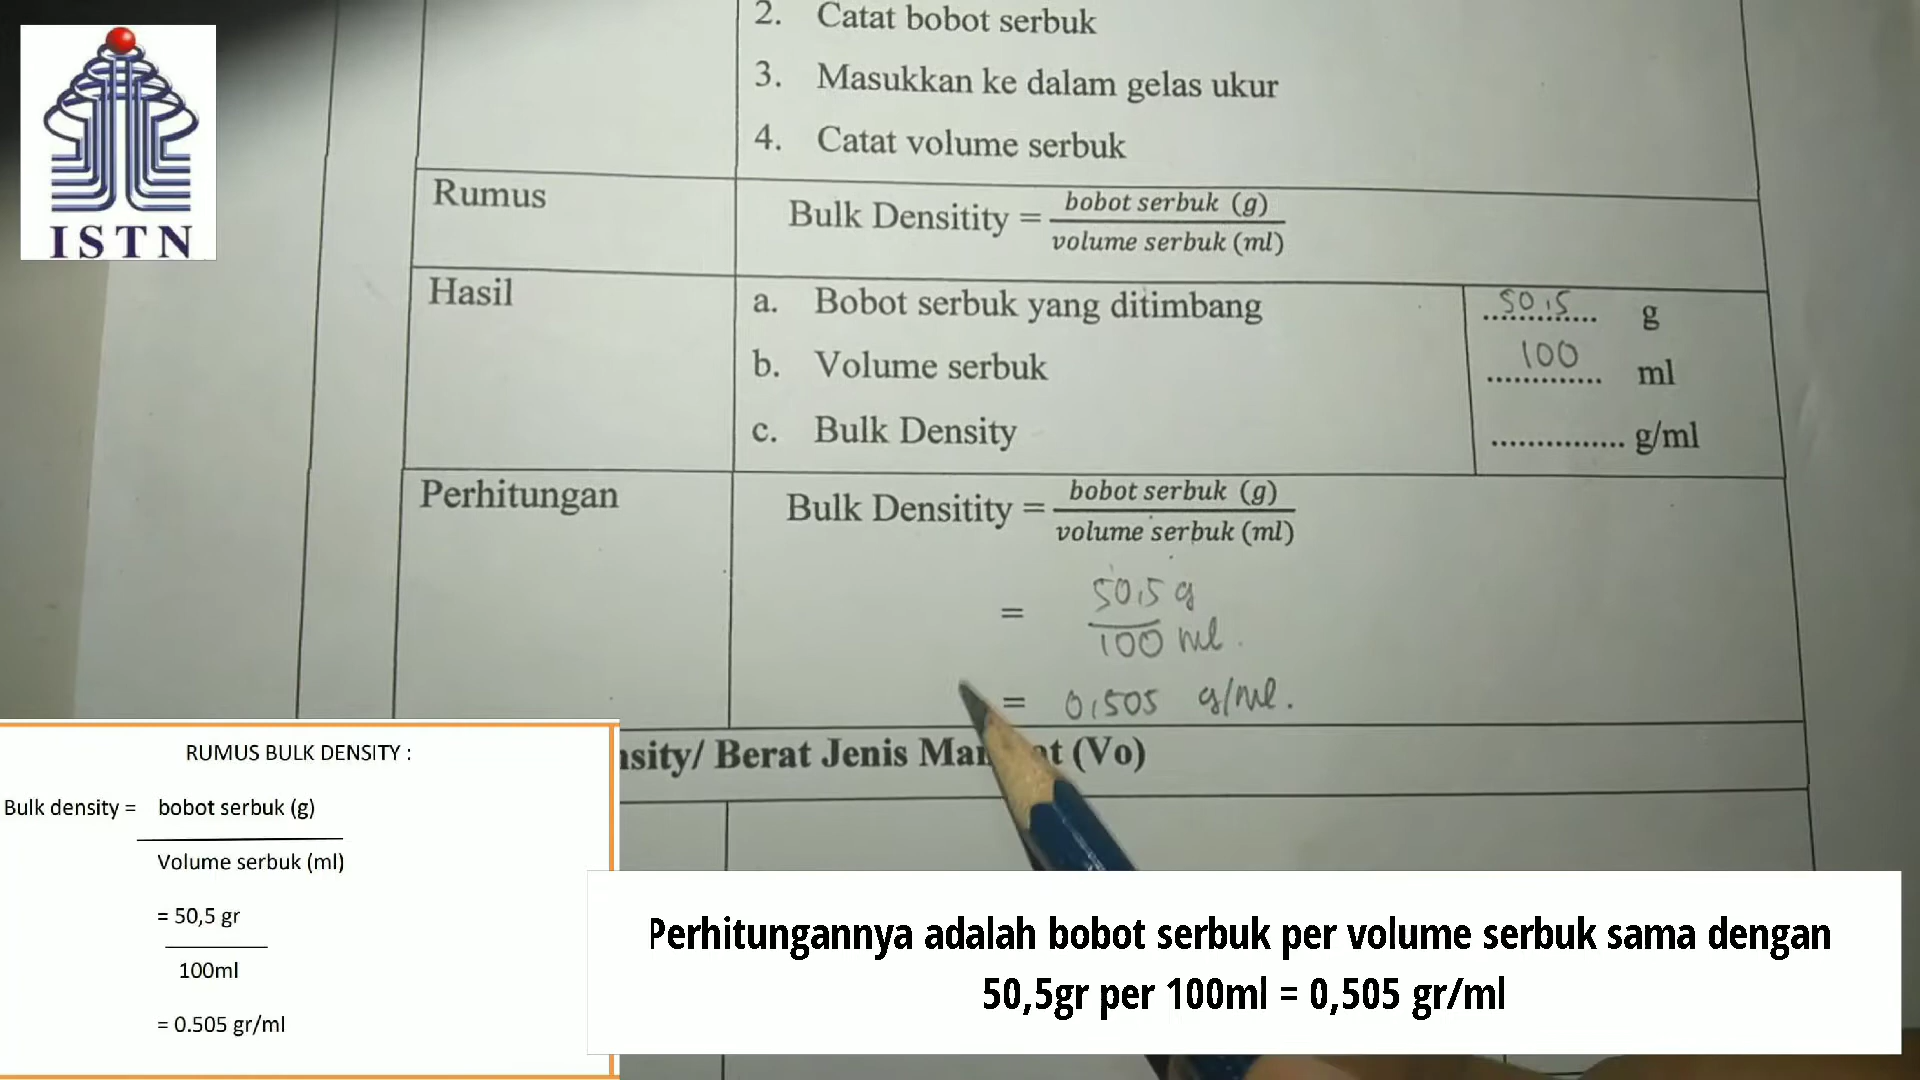 2. Catat bobot serbuk
3. Masukkan ke dalam gelas ukur
4. Catat volume serbuk
ISTN
Rumus
Bulk Densitity = bobot serbuk (g)
volume serbuk (ml)
Hasil
a. Bobot serbuk yang ditimbang 50,5 g
b. Volume serbuk 100 ml
c. Bulk Density ............... g/ml
Perhitungan
Bulk Densitity = bobot serbuk (g)
volume serbuk (ml)
= 50,5 g
100 ml.
= 0,505 g/ml.
Berat Jenis (Vo)
RUMUS BULK DENSITY :
Bulk density = bobot serbuk (g)
Volume serbuk (ml)
= 50,5 gr
100ml
= 0.505 gr/ml
Perhitungannya adalah bobot serbuk per volume serbuk sama dengan
50,5gr per 100ml = 0,505 gr/ml